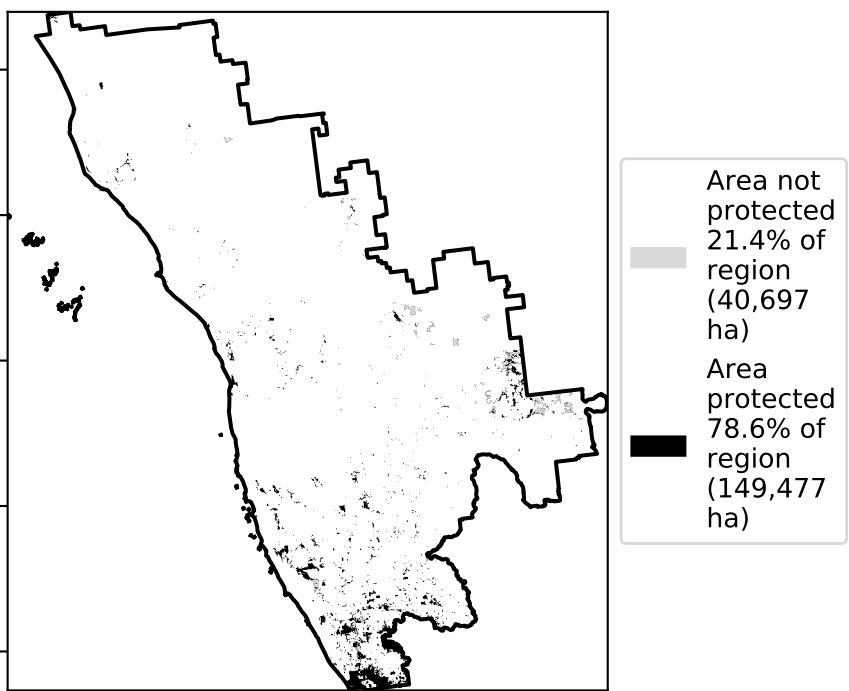 Area not
protected
21.4% of
region
(40,697
ha)
Area
protected
78.6% of
region
(149,477
ha)